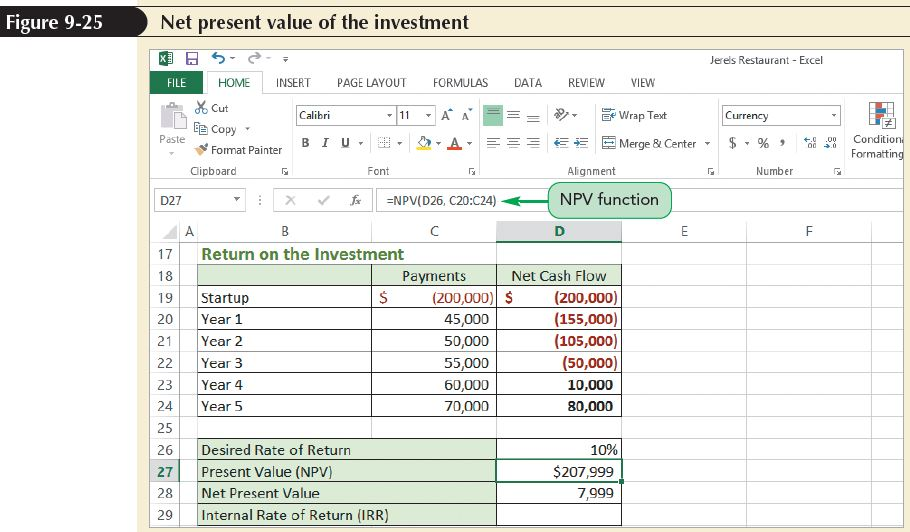 Figure 9-25 Net present value of the investment
Jerels Restaurant - Excel
FILE HOME INSERT PAGE LAYOUT FORMULAS DATA REVIEW VIEW
Paste Cut Calibri 11 A A Wrap Text Currency
Copy
Format Painter B I U A Merge & Center $ % , Condition
Formatting
Clipboard Font Alignment Number
D27 fx =NPV(D26, C20:C24) NPV function
A B C D E F
17 Return on the Investment
18 Payments Net Cash Flow
19 Startup $ (200,000) $ (200,000)
20 Year 1 45,000 (155,000)
21 Year 2 50,000 (105,000)
22 Year 3 55,000 (50,000)
23 Year 4 60,000 10,000
24 Year 5 70,000 80,000
25
26 Desired Rate of Return 10%
27 Present Value (NPV) $207,999
28 Net Present Value 7,999
29 Internal Rate of Return (IRR)